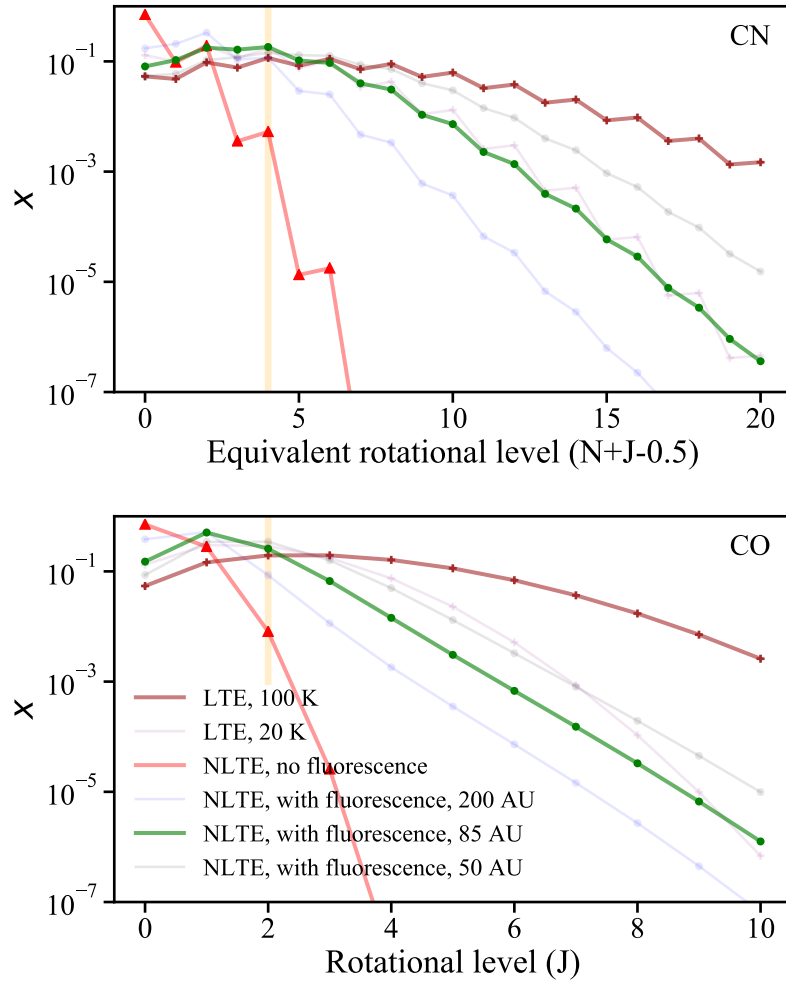 CN
10⁻¹
10⁻³
10⁻⁵
10⁻⁷
x
0 5 10 15 20
Equivalent rotational level (N+J-0.5)
CO
10⁻¹
10⁻³
10⁻⁵
10⁻⁷
x
LTE, 100 K
LTE, 20 K
NLTE, no fluorescence
NLTE, with fluorescence, 200 AU
NLTE, with fluorescence, 85 AU
NLTE, with fluorescence, 50 AU
0 2 4 6 8 10
Rotational level (J)